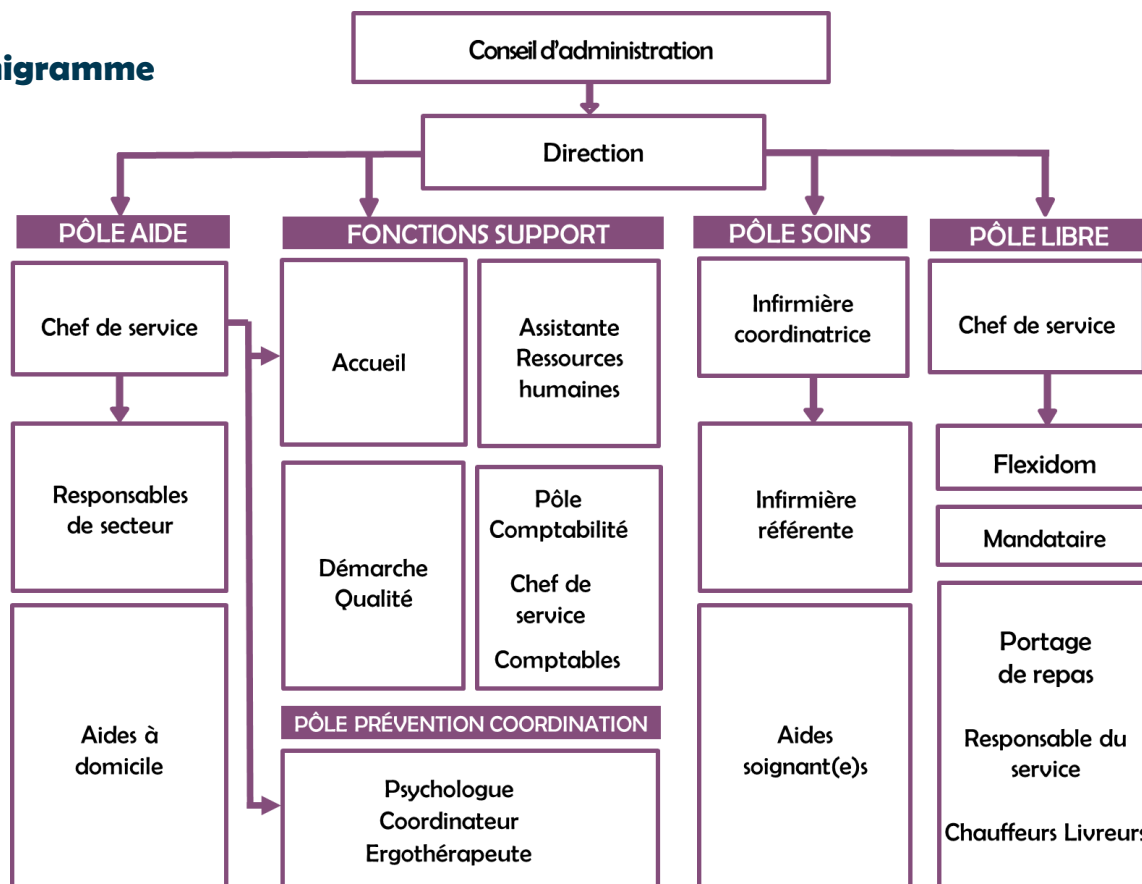 nigramme
Conseil d'administration
Direction
PÔLE AIDE
Chef de service
Responsables
de secteur
Aides à
domicile
FONCTIONS SUPPORT
Accueil
Assistante
Ressources
humaines
Démarche
Qualité
Pôle
Comptabilité
Chef de
service
Comptables
PÔLE PRÉVENTION COORDINATION
Psychologue
Coordinateur
Ergothérapeute
PÔLE SOINS
Infirmière
coordinatrice
Infirmière
référente
Aides
soignant(e)s
PÔLE LIBRE
Chef de service
Flexidom
Mandataire
Portage
de repas
Responsable du
service
Chauffeurs Livreurs